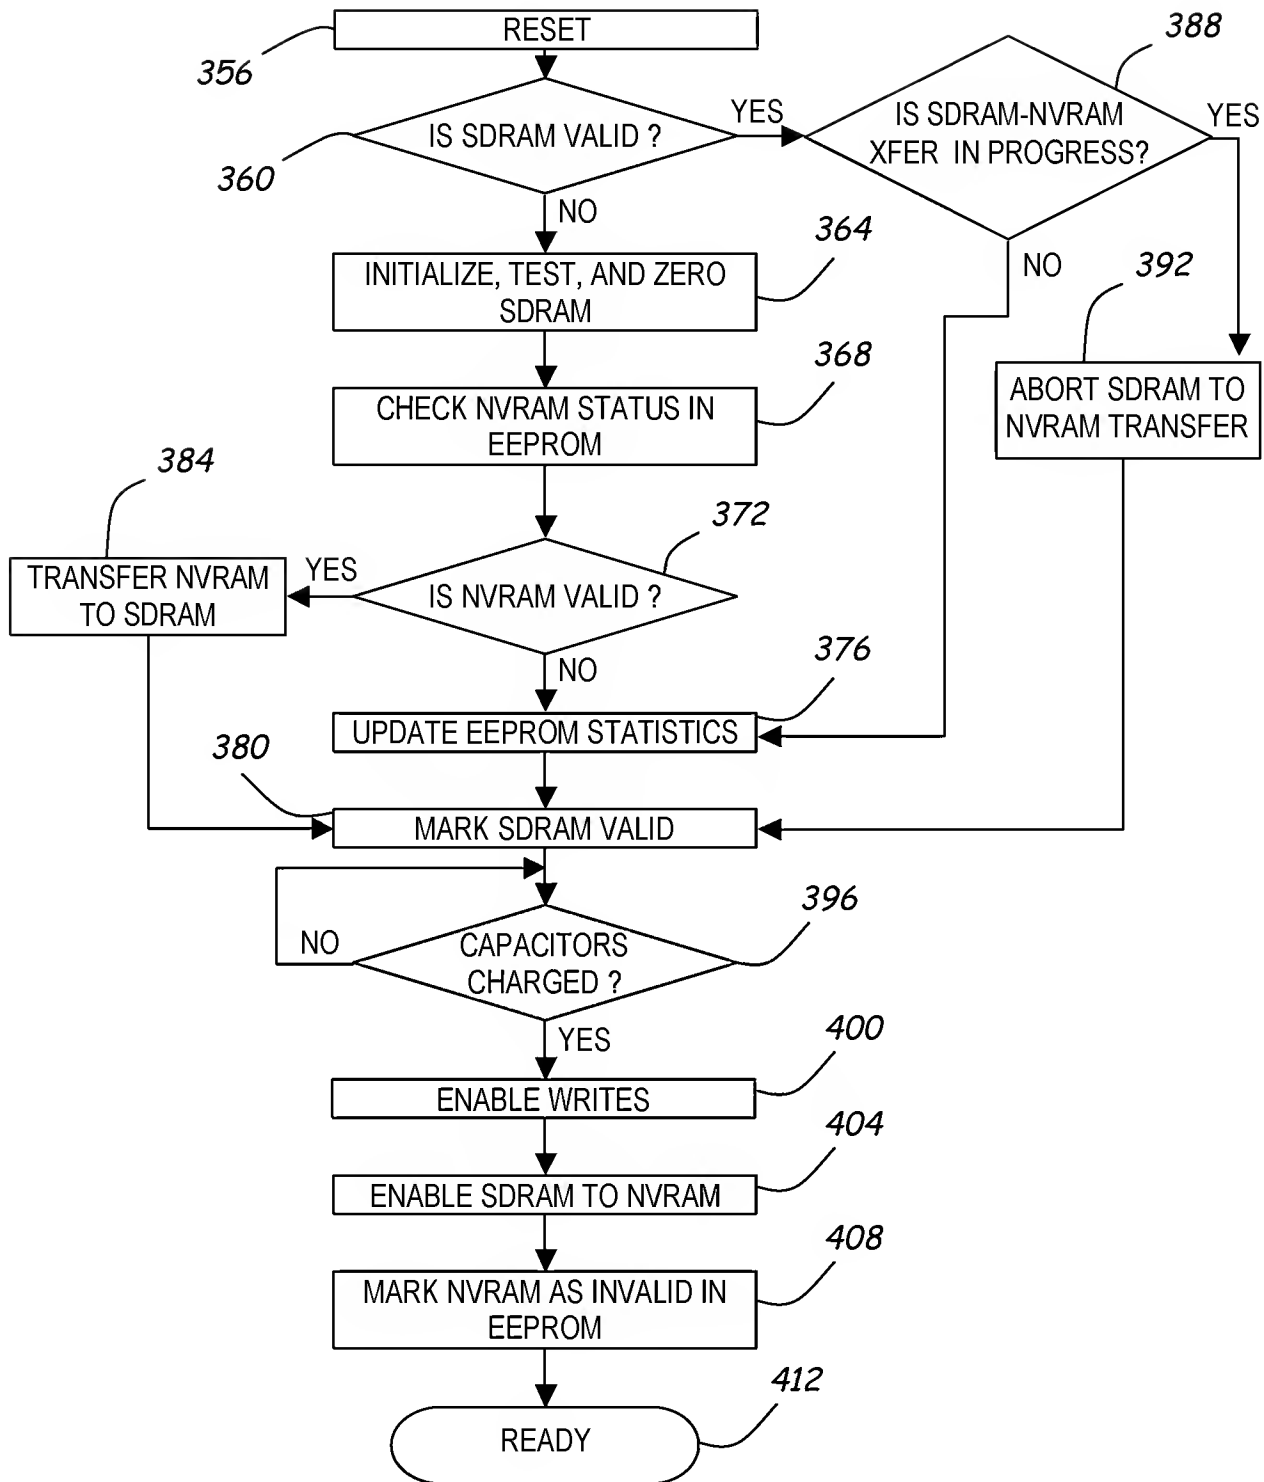 RESET
356
388
IS SDRAM VALID ?
360
YES
IS SDRAM-NVRAM
XFER IN PROGRESS?
YES
NO
364
NO
392
INITIALIZE, TEST, AND ZERO
SDRAM
368
CHECK NVRAM STATUS IN
EEPROM
ABORT SDRAM TO
NVRAM TRANSFER
384
372
TRANSFER NVRAM
TO SDRAM
YES
IS NVRAM VALID ?
NO
376
UPDATE EEPROM STATISTICS
380
MARK SDRAM VALID
396
NO
CAPACITORS
CHARGED ?
YES
400
ENABLE WRITES
404
ENABLE SDRAM TO NVRAM
408
MARK NVRAM AS INVALID IN
EEPROM
412
READY